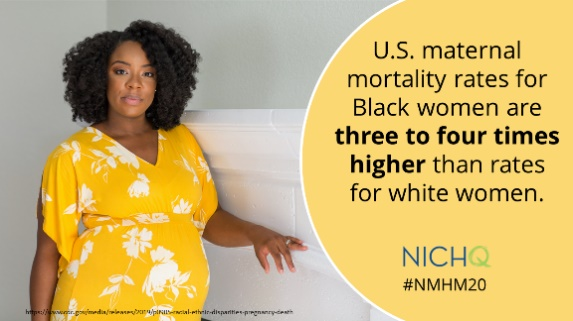 U.S. maternal
mortality rates for
Black women are
three to four times
higher than rates
for white women.
NICHQ
#NMHM20
https://www.cdc.gov/media/releases/2019/p0905-racial-ethnic-disparities-pregnancy-death